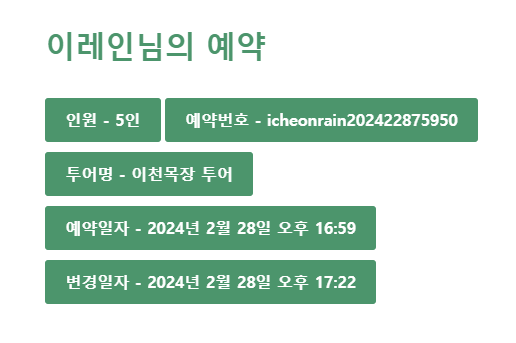 이레인님의 예약
인원 - 5인 예약번호 - icheonrain202422875950
투어명 - 이천목장 투어
예약일자 - 2024년 2월 28일 오후 16:59
변경일자 - 2024년 2월 28일 오후 17:22